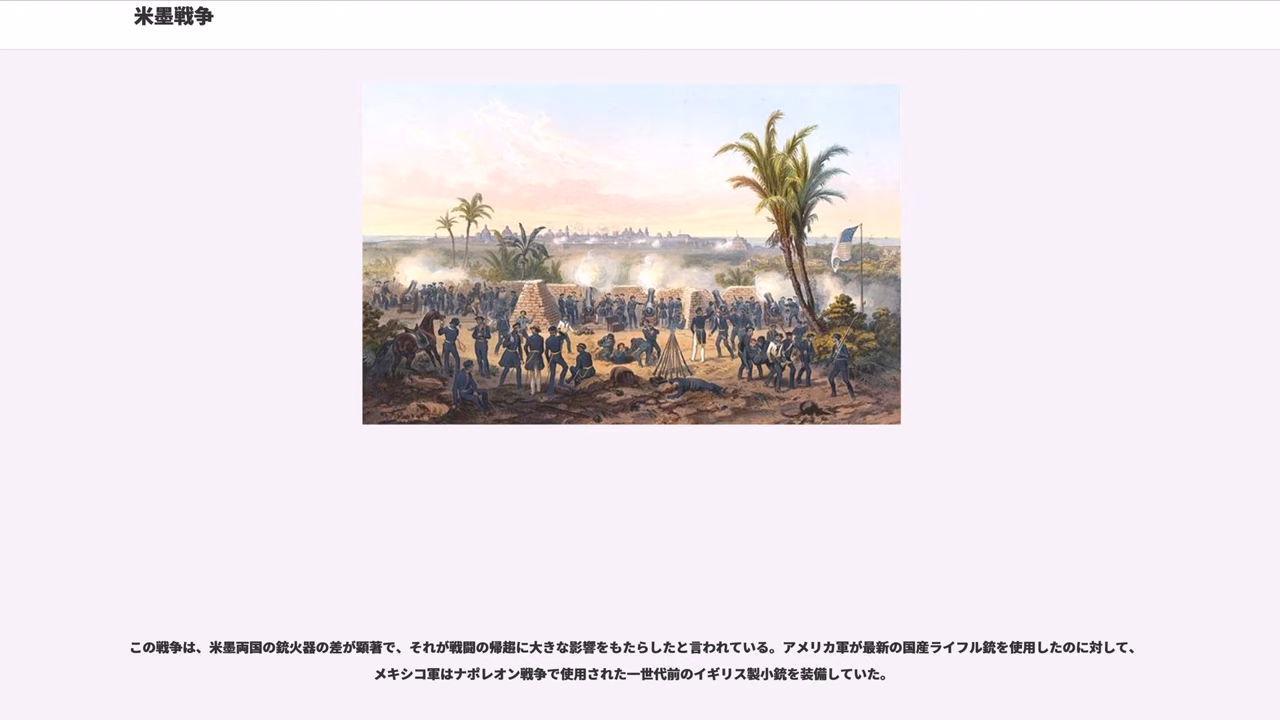 米墨戦争
この戦争は、米墨両国の銃火器の差が顕著で、それが戦闘の帰趨に大きな影響をもたらしたと言われている。アメリカ軍が最新の国産ライフル銃を使用したのに対して、
メキシコ軍はナポレオン戦争で使用された一世代前のイギリス製小銃を装備していた。